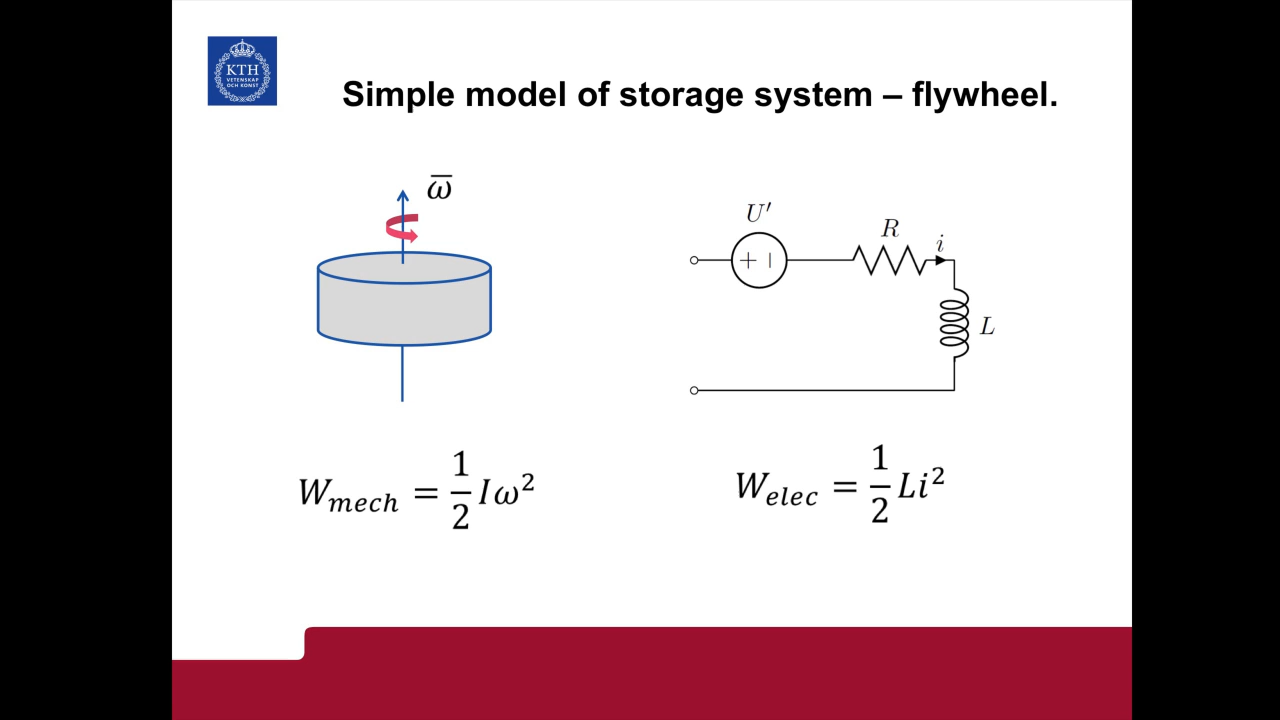 KTH
VETENSKAP
OCH KONST
Simple model of storage system – flywheel.
ω̅
U′
R
i
+
L
W_mech = 1/2 Iω²
W_elec = 1/2 Li²